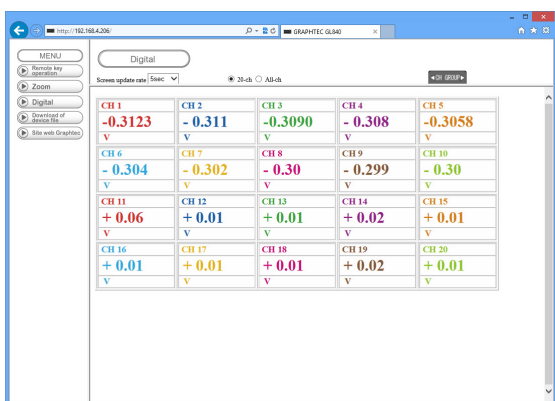 http://192.168.4.206/
GRAPHTEC GL840
MENU
Remote key operation
Zoom
Digital
Download of device file
Site web Graphtec
Digital
Screen update rate 5sec
20-ch All-ch
◄CH GROUP►
CH 1 CH 2 CH 3 CH 4 CH 5
-0.3123 - 0.311 -0.3090 - 0.308 -0.3058
V V V V V
CH 6 CH 7 CH 8 CH 9 CH 10
- 0.304 - 0.302 - 0.30 - 0.299 - 0.30
V V V V V
CH 11 CH 12 CH 13 CH 14 CH 15
+ 0.06 + 0.01 + 0.01 + 0.02 + 0.01
V V V V V
CH 16 CH 17 CH 18 CH 19 CH 20
+ 0.01 + 0.01 + 0.01 + 0.02 + 0.01
V V V V V